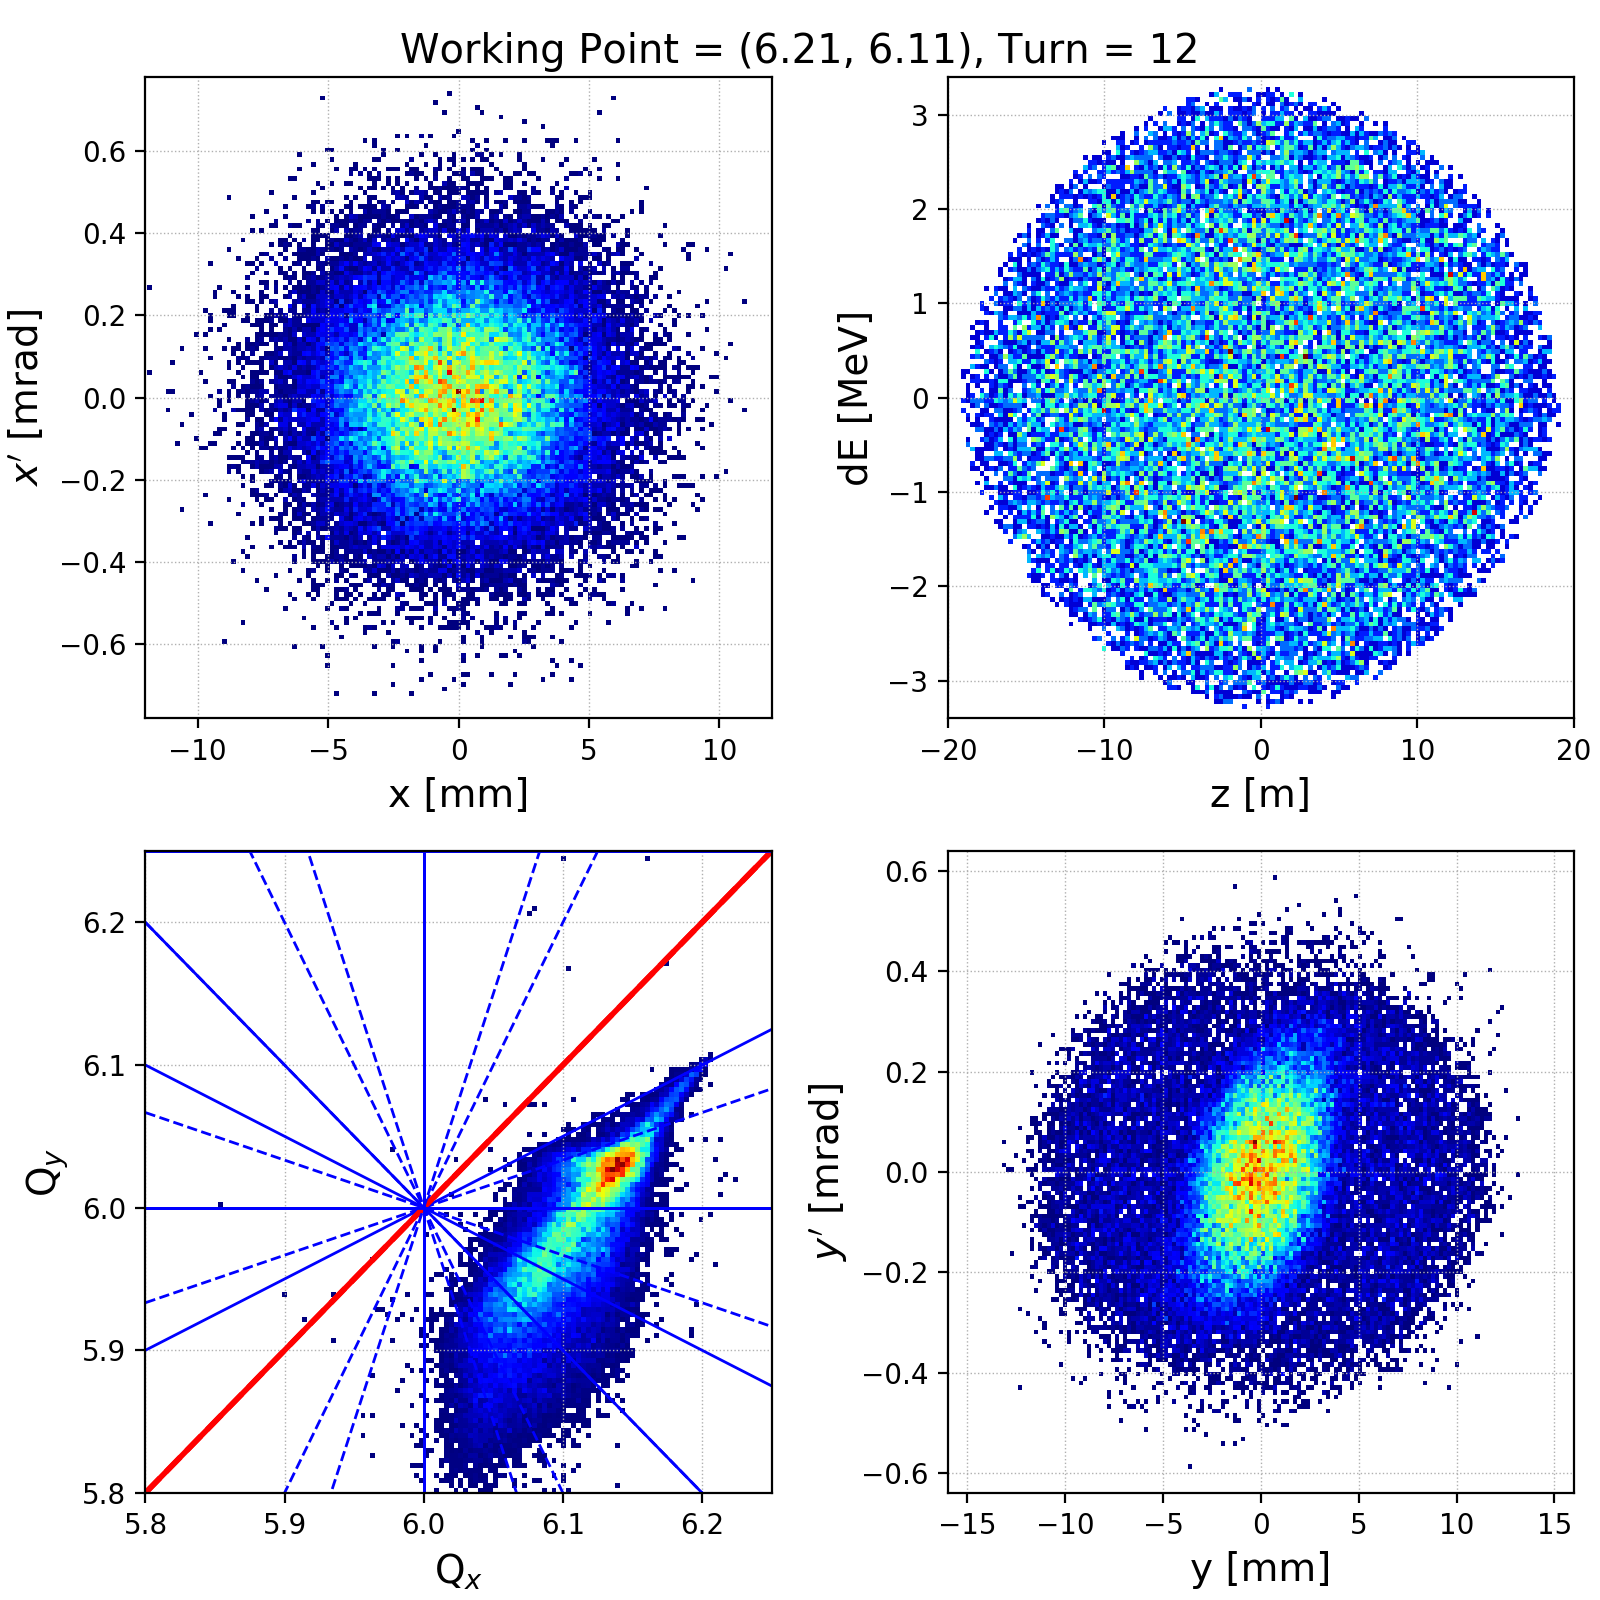 Working Point = (6.21, 6.11), Turn = 12
0.6
0.4
0.2
0.0
−0.2
−0.4
−0.6
x′ [mrad]
−10 −5 0 5 10
x [mm]
3
2
1
0
−1
−2
−3
dE [MeV]
−20 −10 0 10 20
z [m]
6.2
6.1
6.0
5.9
5.8
Qy
5.8 5.9 6.0 6.1 6.2
Qx
0.6
0.4
0.2
0.0
−0.2
−0.4
−0.6
y′ [mrad]
−15 −10 −5 0 5 10 15
y [mm]